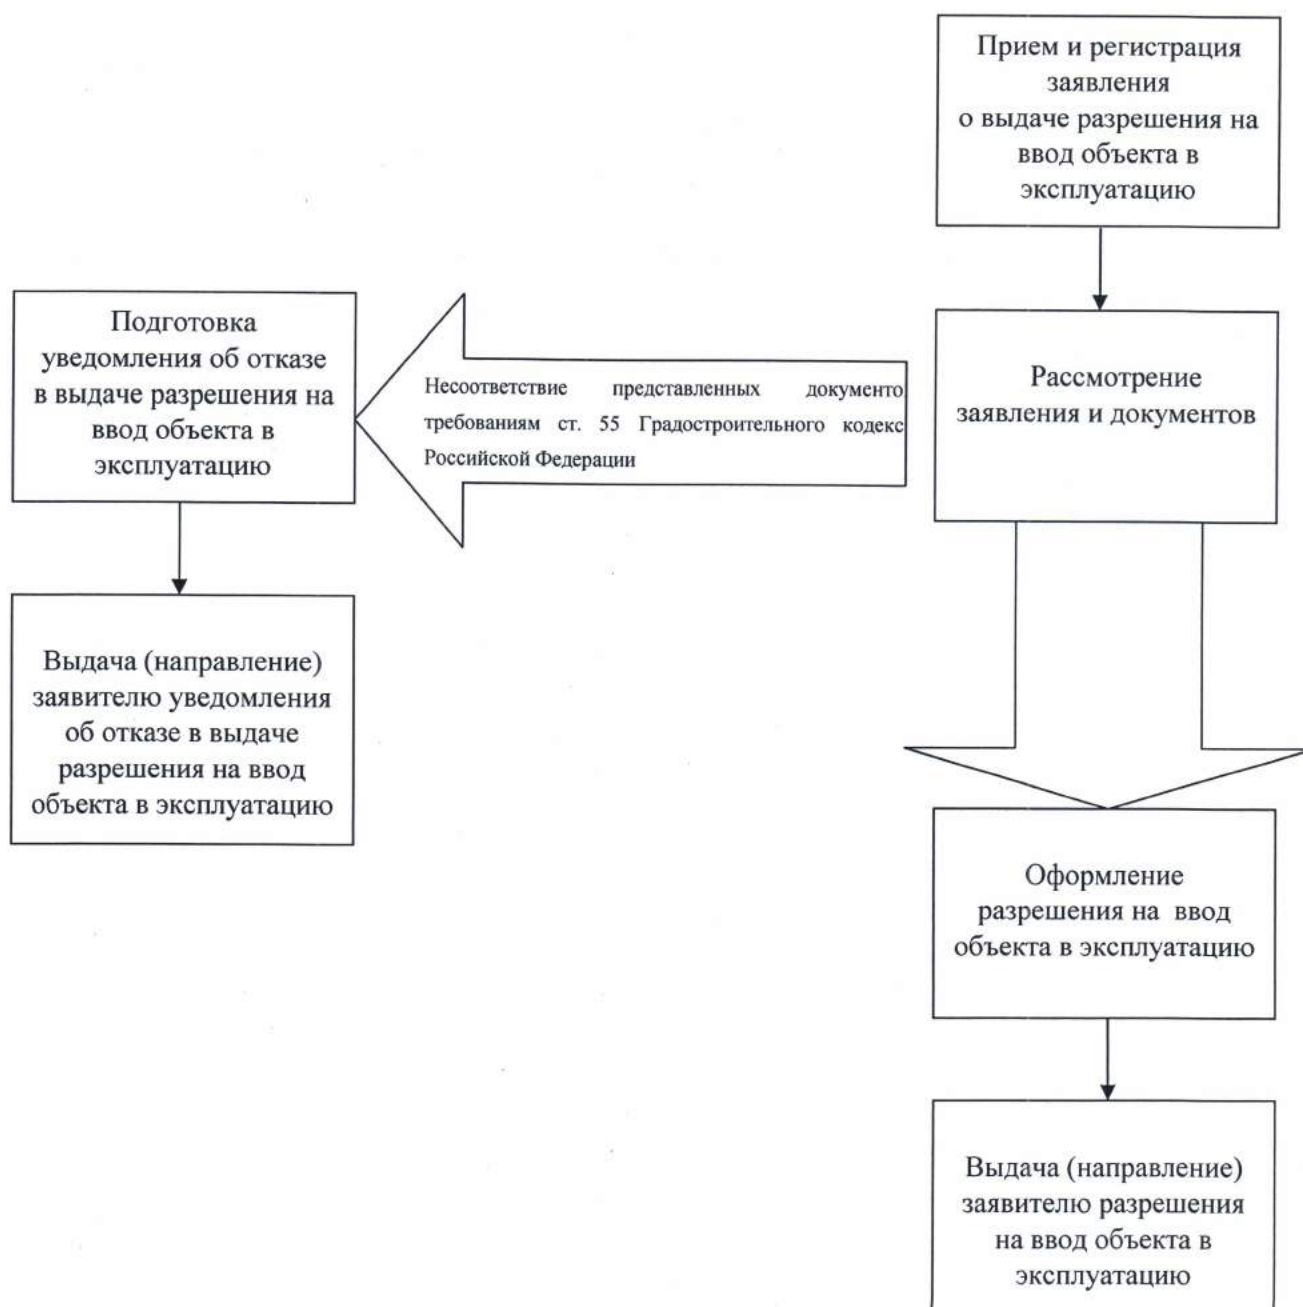 Прием и регистрация
заявления
о выдаче разрешения на
ввод объекта в
эксплуатацию
Рассмотрение
заявления и документов
Несоответствие представленных документо
требованиям ст. 55 Градостроительного кодекс
Российской Федерации
Подготовка
уведомления об отказе
в выдаче разрешения на
ввод объекта в
эксплуатацию
Выдача (направление)
заявителю уведомления
об отказе в выдаче
разрешения на ввод
объекта в эксплуатацию
Оформление
разрешения на ввод
объекта в эксплуатацию
Выдача (направление)
заявителю разрешения
на ввод объекта в
эксплуатацию